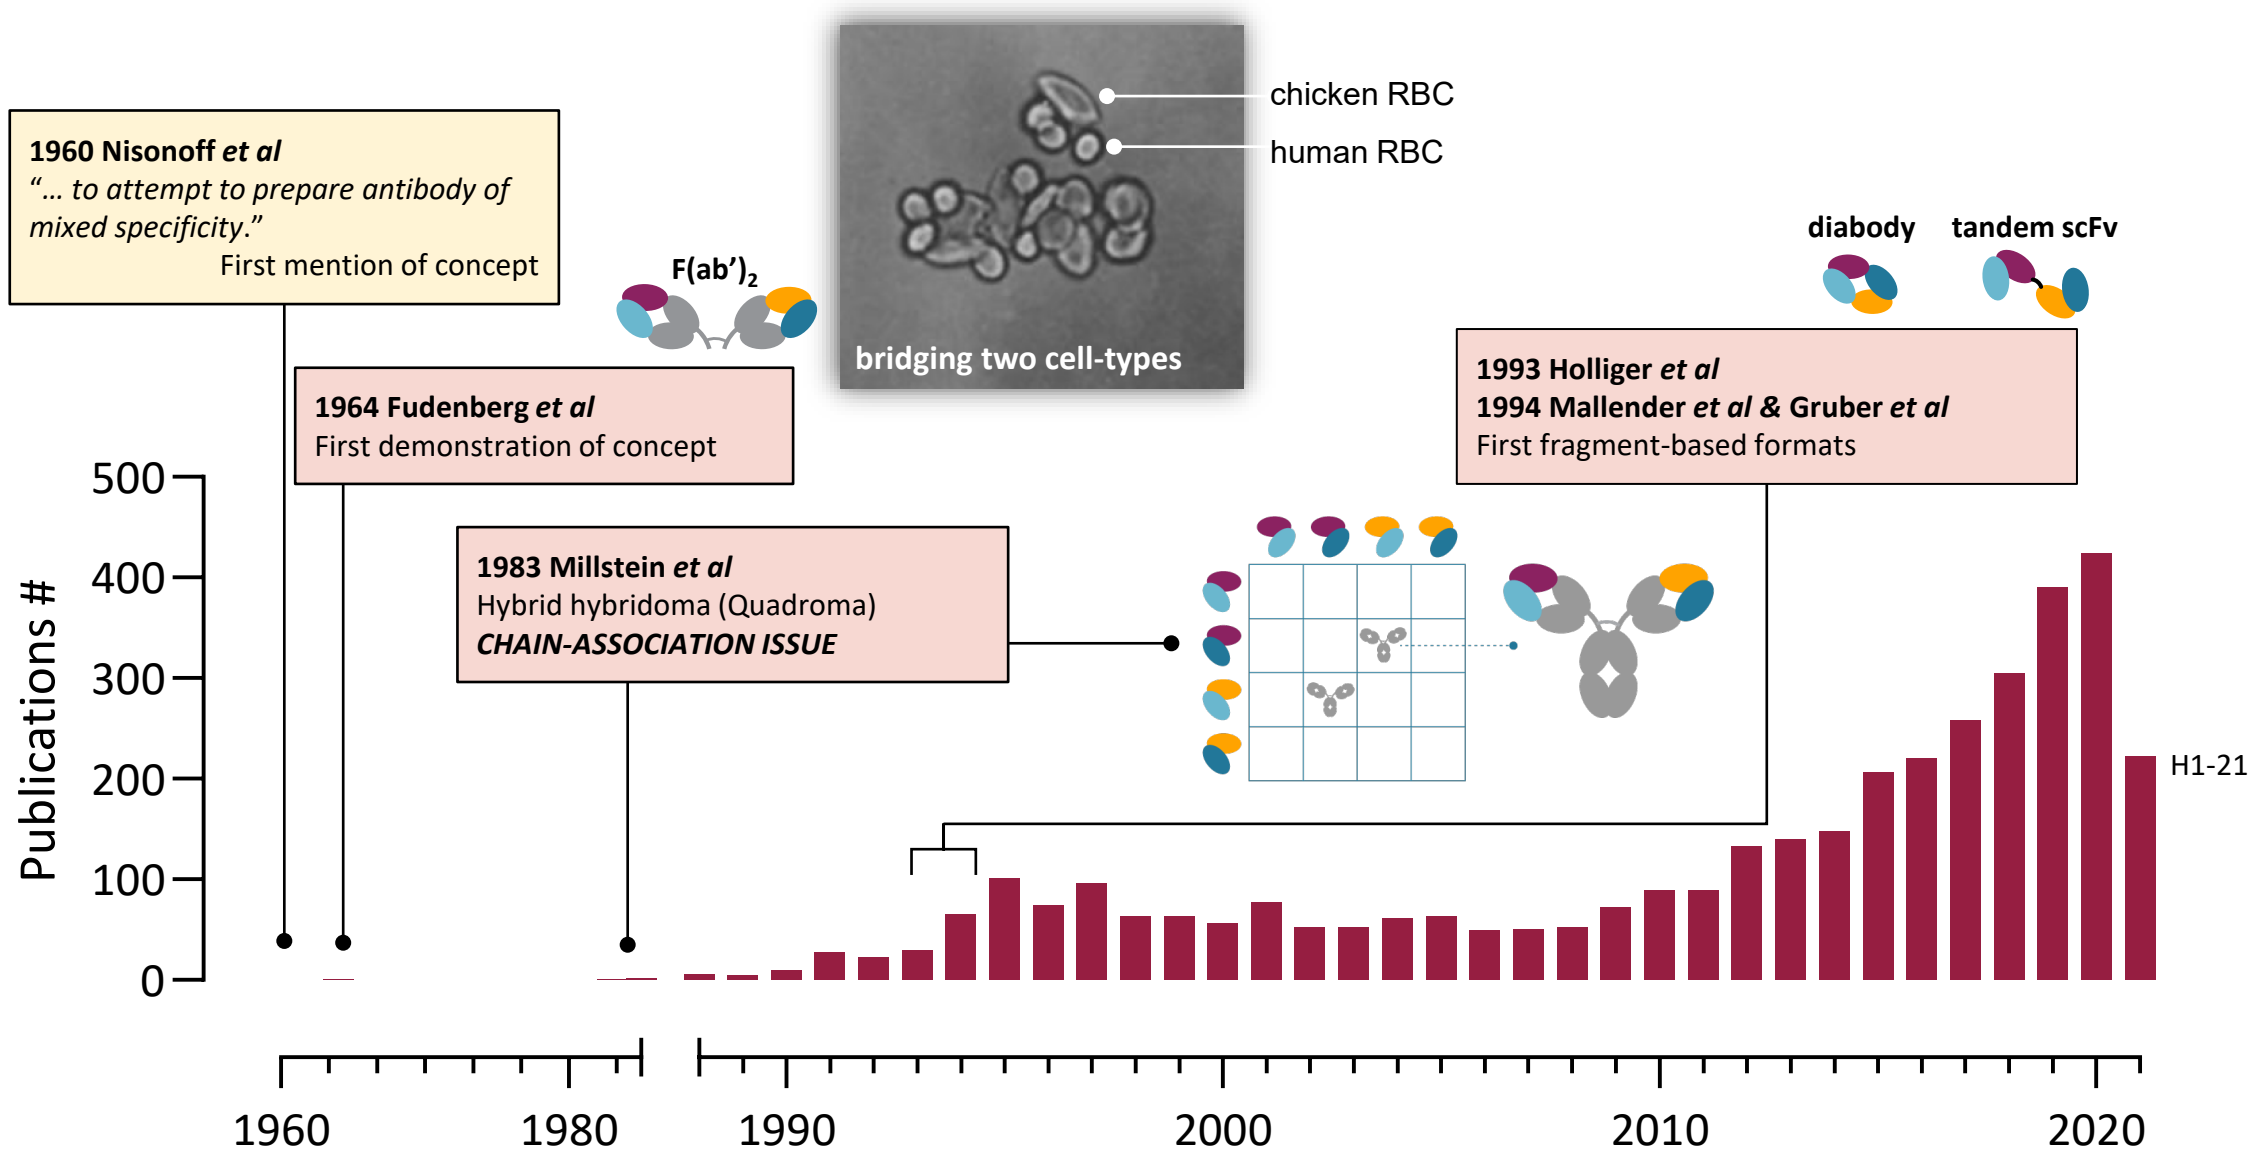 chicken RBC
human RBC
bridging two cell-types
1960 Nisonoff et al
“… to attempt to prepare antibody of
mixed specificity.”
First mention of concept
F(ab’)2
diabody
tandem scFv
1964 Fudenberg et al
First demonstration of concept
1993 Holliger et al
1994 Mallender et al & Gruber et al
First fragment-based formats
1983 Millstein et al
Hybrid hybridoma (Quadroma)
CHAIN-ASSOCIATION ISSUE
Publications #
500
400
300
200
100
0
H1-21
1960
1980
1990
2000
2010
2020